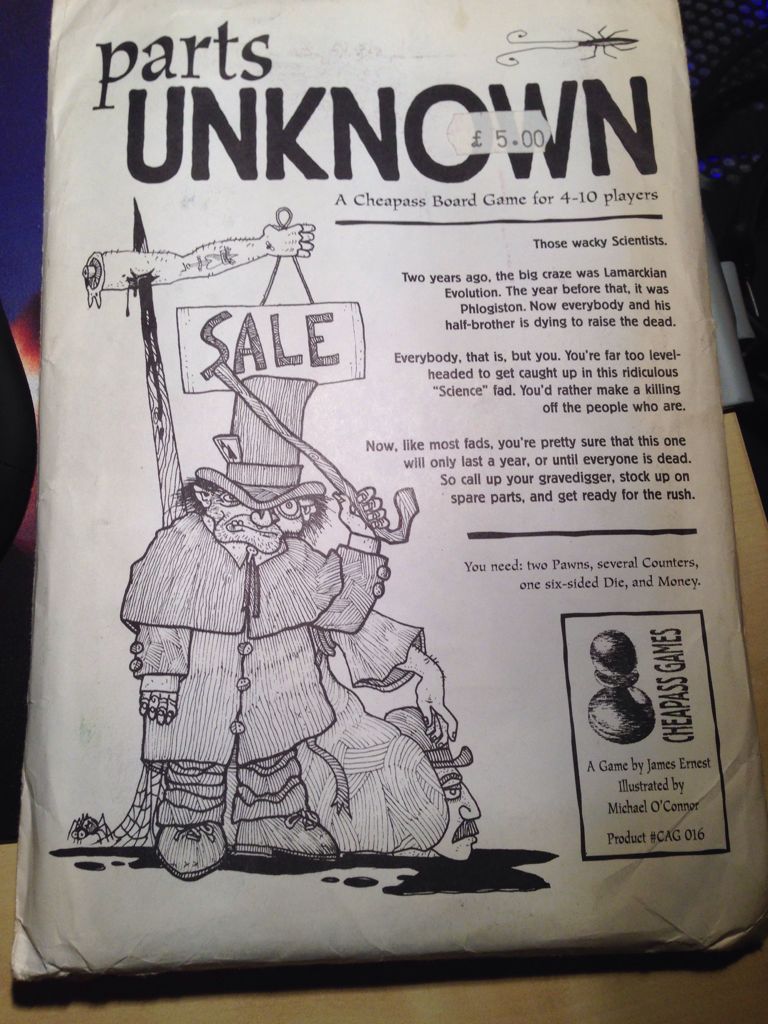 parts
UNKNOWN
£ 5.00
A Cheapass Board Game for 4-10 players
Those wacky Scientists.
Two years ago, the big craze was Lamarckian
Evolution. The year before that, it was
Phlogiston. Now everybody and his
half-brother is dying to raise the dead.
Everybody, that is, but you. You're far too level-
headed to get caught up in this ridiculous
"Science" fad. You'd rather make a killing
off the people who are.
Now, like most fads, you're pretty sure that this one
will only last a year, or until everyone is dead.
So call up your gravedigger, stock up on
spare parts, and get ready for the rush.
You need: two Pawns, several Counters,
one six-sided Die, and Money.
SALE
CHEAPASS GAMES
A Game by James Ernest
Illustrated by
Michael O'Connor
Product #CAG 016